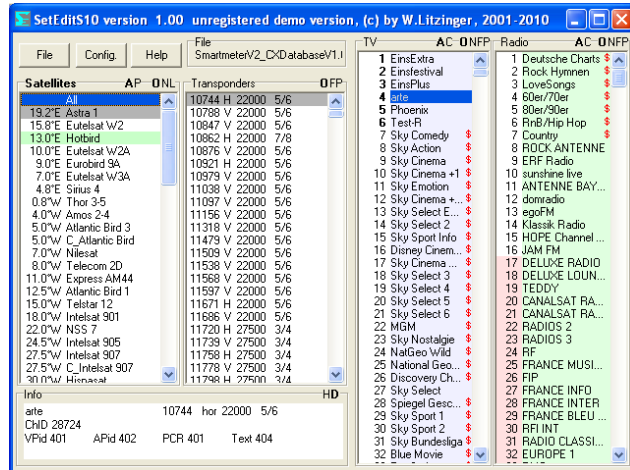 SetEditS10 version 1.00 unregistered demo version, (c) by W.Litzinger, 2001-2010
File Config. Help
File
SmartmeterV2_CXDatabaseV1.
Satellites AP ONL
All
19.2°E Astra 1
15.8°E Eutelsat W2
13.0°E Hotbird
10.0°E Eutelsat W2A
9.0°E Eurobird 9A
7.0°E Eutelsat W3A
4.8°E Sirius 4
0.8°W Thor 3-5
4.0°W Amos 2-4
5.0°W Atlantic Bird 3
5.0°W C_Atlantic Bird
7.0°W Nilesat
8.0°W Telecom 2D
11.0°W Express AM44
12.5°W Atlantic Bird 1
15.0°W Telstar 12
18.0°W Intelsat 901
22.0°W NSS 7
24.5°W Intelsat 905
27.5°W Intelsat 907
27.5°W C_Intelsat 907
30.0°W Hispasat
Transponders OFP
10744 H 22000 5/6
10788 V 22000 5/6
10847 V 22000 5/6
10862 H 22000 7/8
10876 V 22000 5/6
10921 H 22000 5/6
10979 V 22000 5/6
11038 V 22000 5/6
11097 V 22000 5/6
11156 V 22000 5/6
11318 V 22000 5/6
11479 V 22000 5/6
11509 V 22000 5/6
11538 V 22000 5/6
11568 V 22000 5/6
11597 V 22000 5/6
11671 H 22000 5/6
11686 V 22000 5/6
11720 H 27500 3/4
11739 V 27500 3/4
11758 H 27500 3/4
11778 V 27500 3/4
11798 H 27500 3/4
TV AC ONFP
1 EinsExtra
2 Einsfestival
3 EinsPlus
4 arte
5 Phoenix
6 Test-R
7 Sky Comedy $
8 Sky Action $
9 Sky Cinema $
10 Sky Cinema +1 $
11 Sky Emotion $
12 Sky Cinema +... $
13 Sky Select E... $
14 Sky Select 2 $
15 Sky Sport Info $
16 Disney Cinem... $
17 Sky Cinema ... $
18 Sky Select 3 $
19 Sky Select 4 $
20 Sky Select 5 $
21 Sky Select 6 $
22 MGM $
23 Sky Nostalgie $
24 NatGeo Wild $
25 National Geo... $
26 Discovery Ch... $
27 Sky Select
28 Spiegel Gesc... $
29 Sky Sport 1 $
30 Sky Sport 2 $
31 Sky Bundesliga $
32 Blue Movie $
Radio AC ONFP
1 Deutsche Charts $
2 Rock Hymnen $
3 LoveSongs $
4 60er/70er $
5 80er/90er $
6 RnB/Hip Hop $
7 Country $
8 ROCK ANTENNE
9 ERF Radio
10 sunshine live
11 ANTENNE BAY...
12 domradio
13 egoFM
14 Klassik Radio
15 HOPE Channel ...
16 JAM FM
17 DELUXE RADIO
18 DELUXE LOUN...
19 TEDDY
20 CANALSAT RA...
21 CANALSAT RA...
22 RADIOS 2
23 RADIOS 3
24 RF
25 FRANCE MUSI...
26 FIP
27 FRANCE INFO
28 FRANCE INTER
29 FRANCE BLEU ...
30 RFI INT
31 RADIO CLASSI...
32 EUROPE 1
Info HD
arte 10744 hor 22000 5/6
ChID 28724
VPid 401 APid 402 PCR 401 Text 404